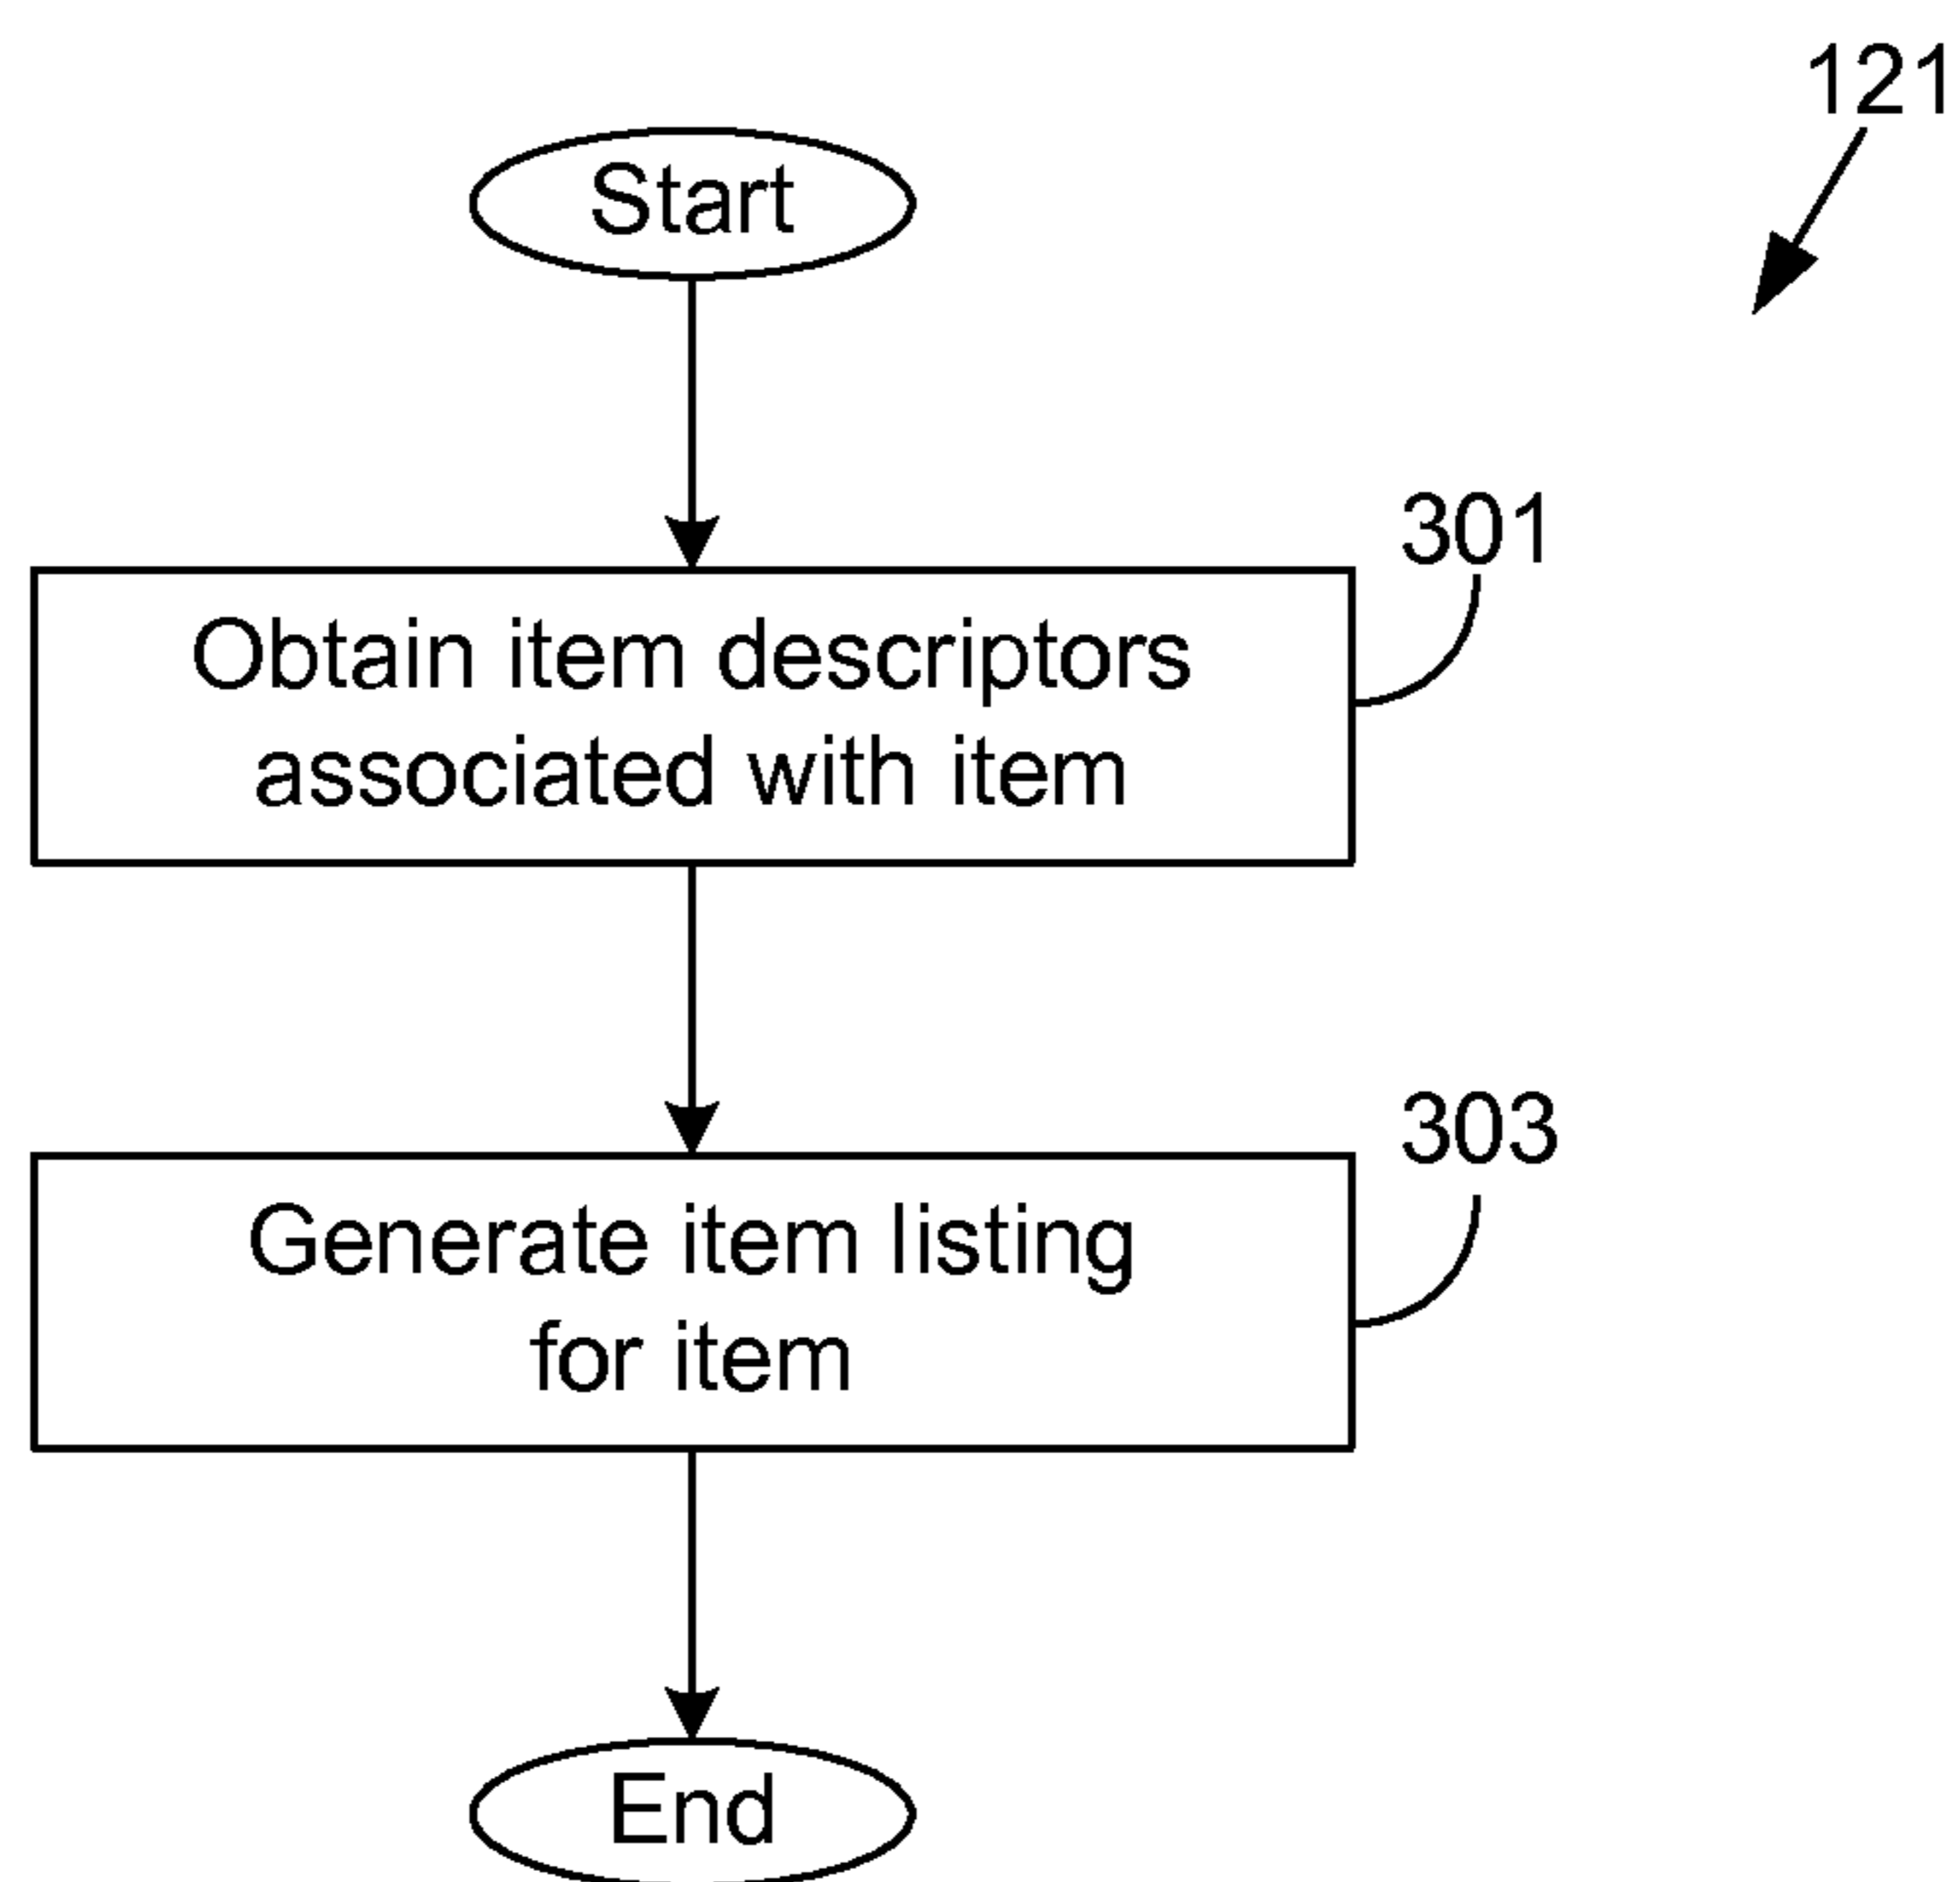 121
Start
301
Obtain item descriptors
associated with item
303
Generate item listing
for item
End